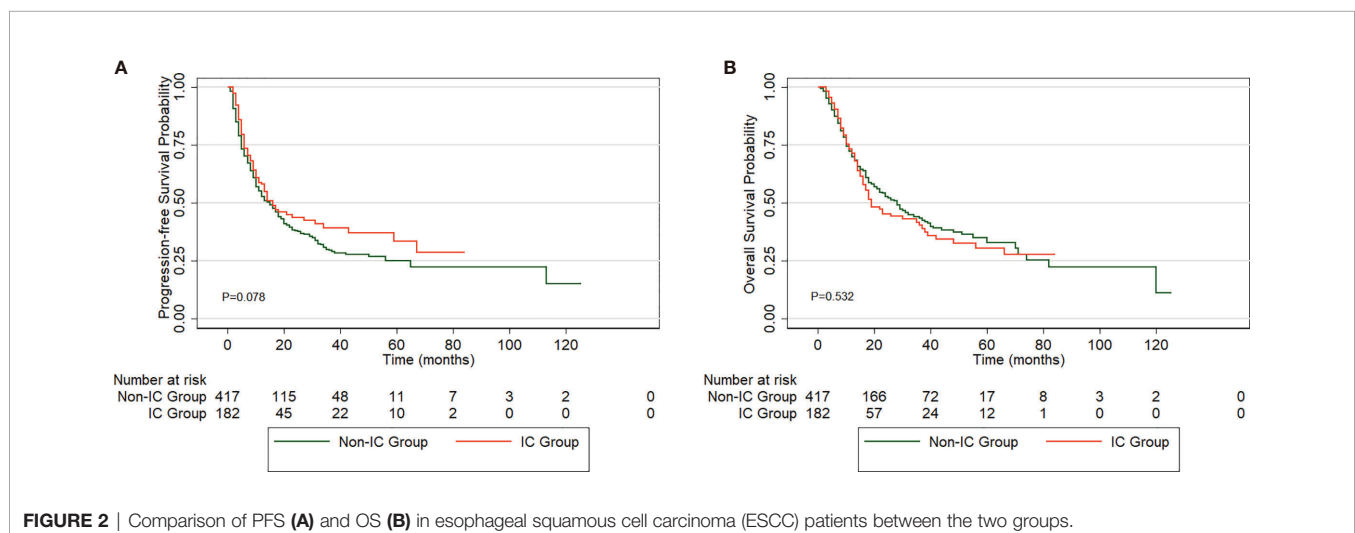 A
Progression-free Survival Probability
1.00
0.75
0.50
0.25
0.00
P=0.078
0 20 40 60 80 100 120
Time (months)
Number at risk
Non-IC Group 417 115 48 11 7 3 2 0
IC Group 182 45 22 10 2 0 0 0
Non-IC Group IC Group
B
Overall Survival Probability
1.00
0.75
0.50
0.25
0.00
P=0.532
0 20 40 60 80 100 120
Time (months)
Number at risk
Non-IC Group 417 166 72 17 8 3 2 0
IC Group 182 57 24 12 1 0 0 0
Non-IC Group IC Group
FIGURE 2 | Comparison of PFS (A) and OS (B) in esophageal squamous cell carcinoma (ESCC) patients between the two groups.